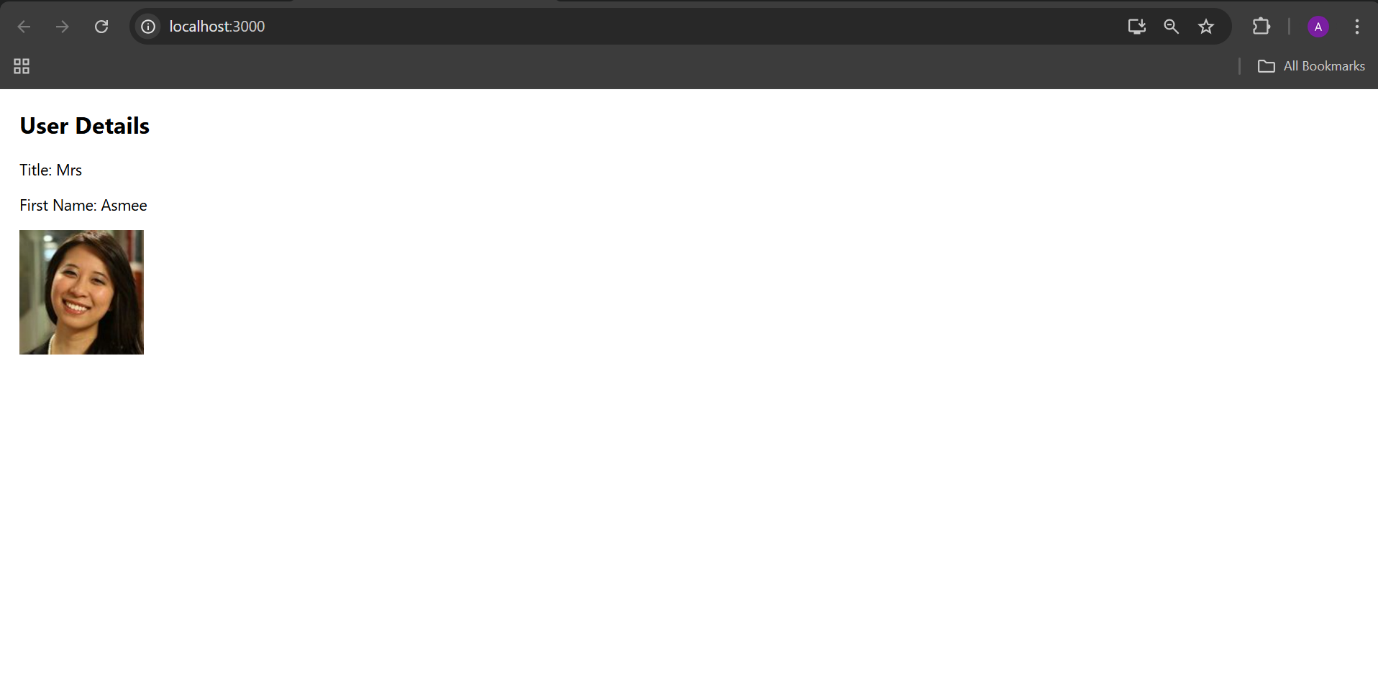 localhost:3000
A
All Bookmarks
User Details
Title: Mrs
First Name: Asmee